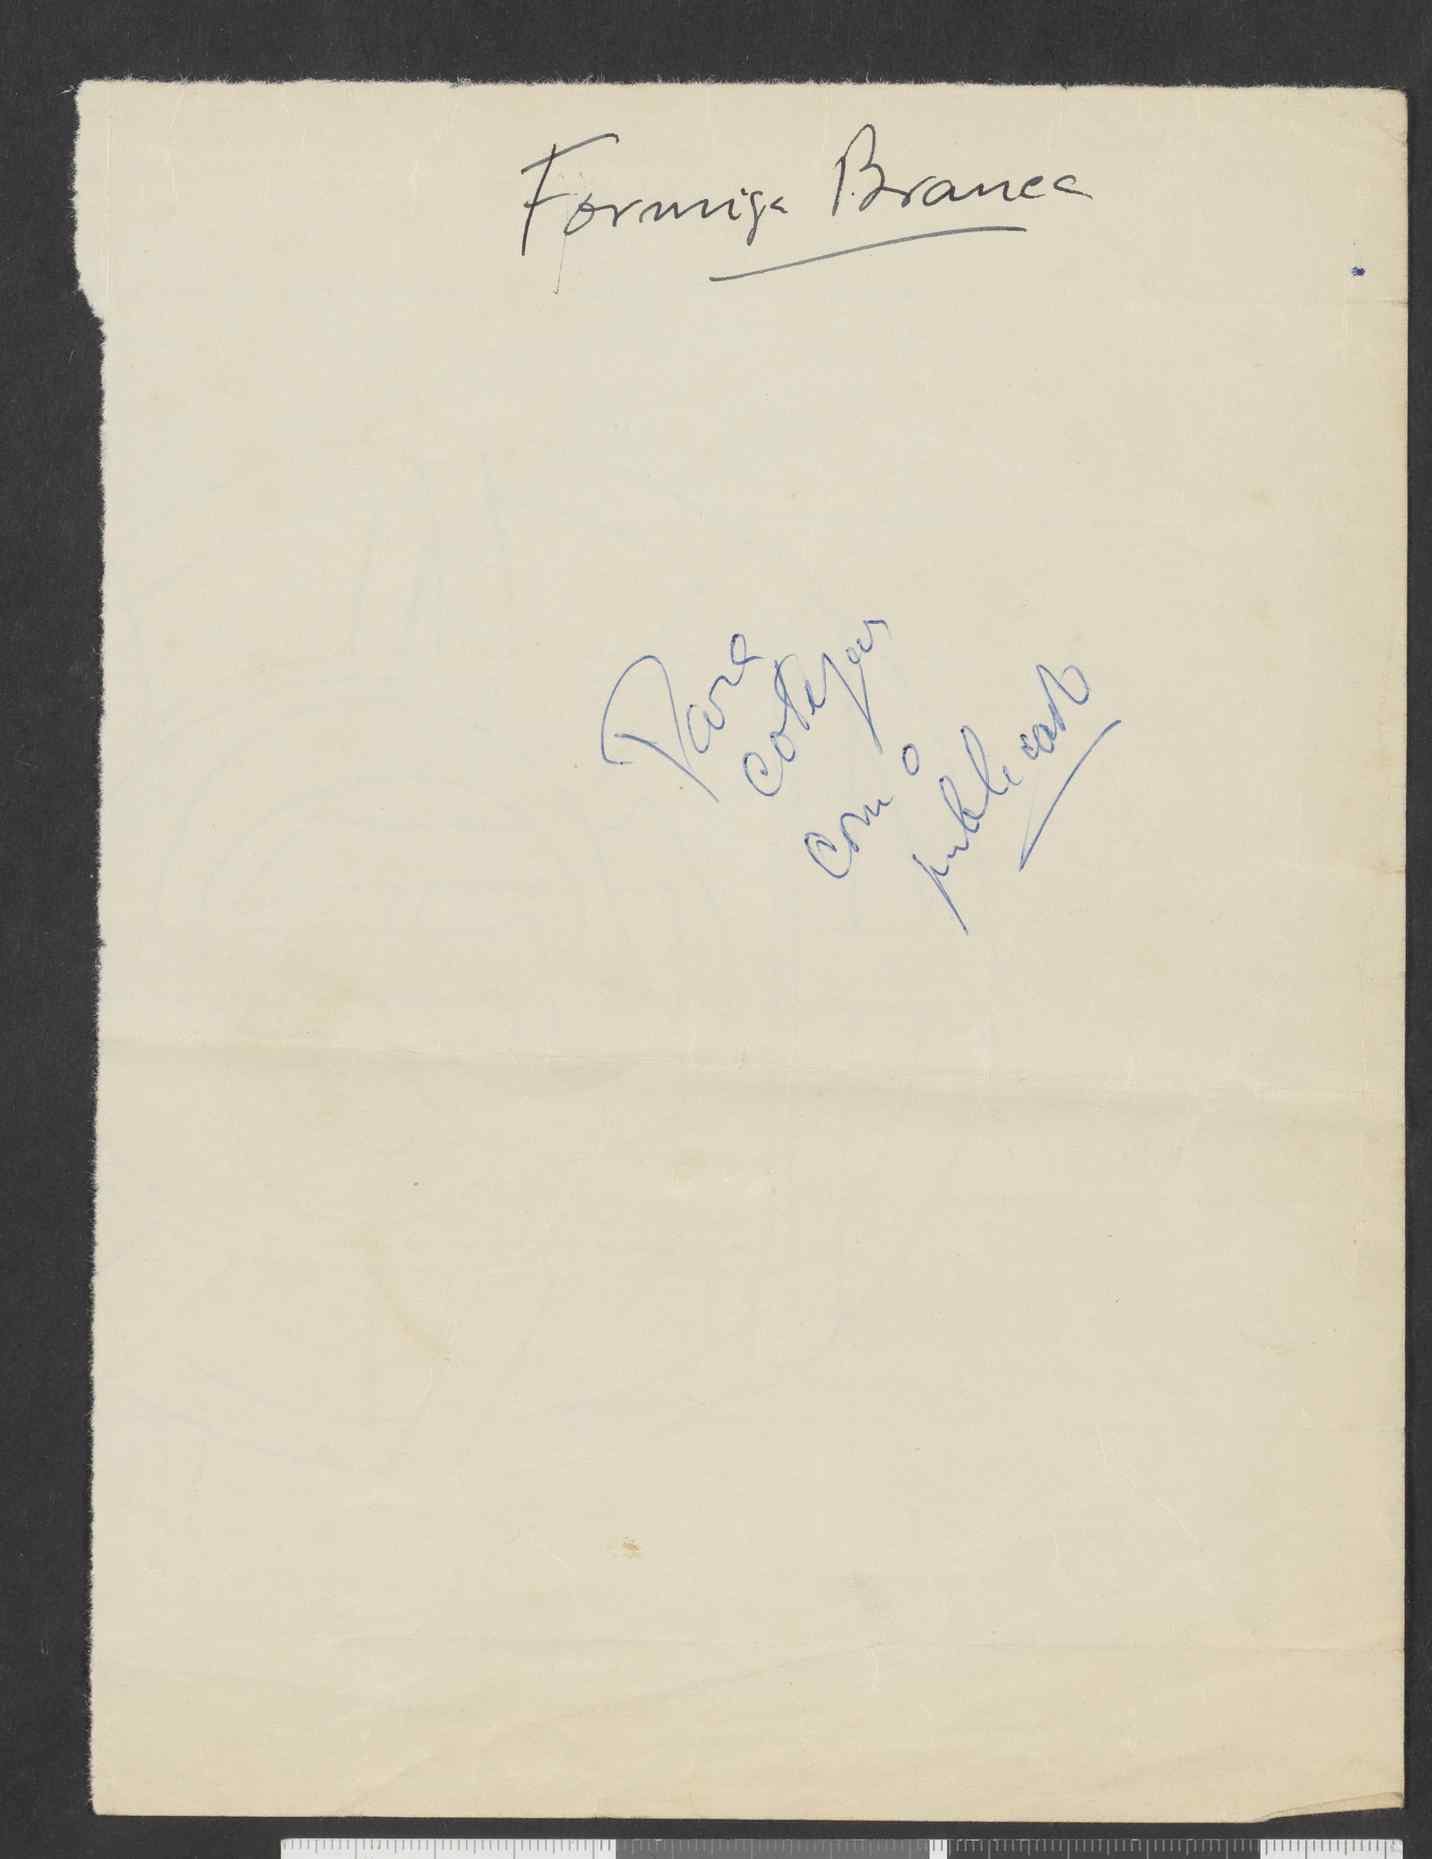 Formiga Branca
Para
cotejar
com o
publicado